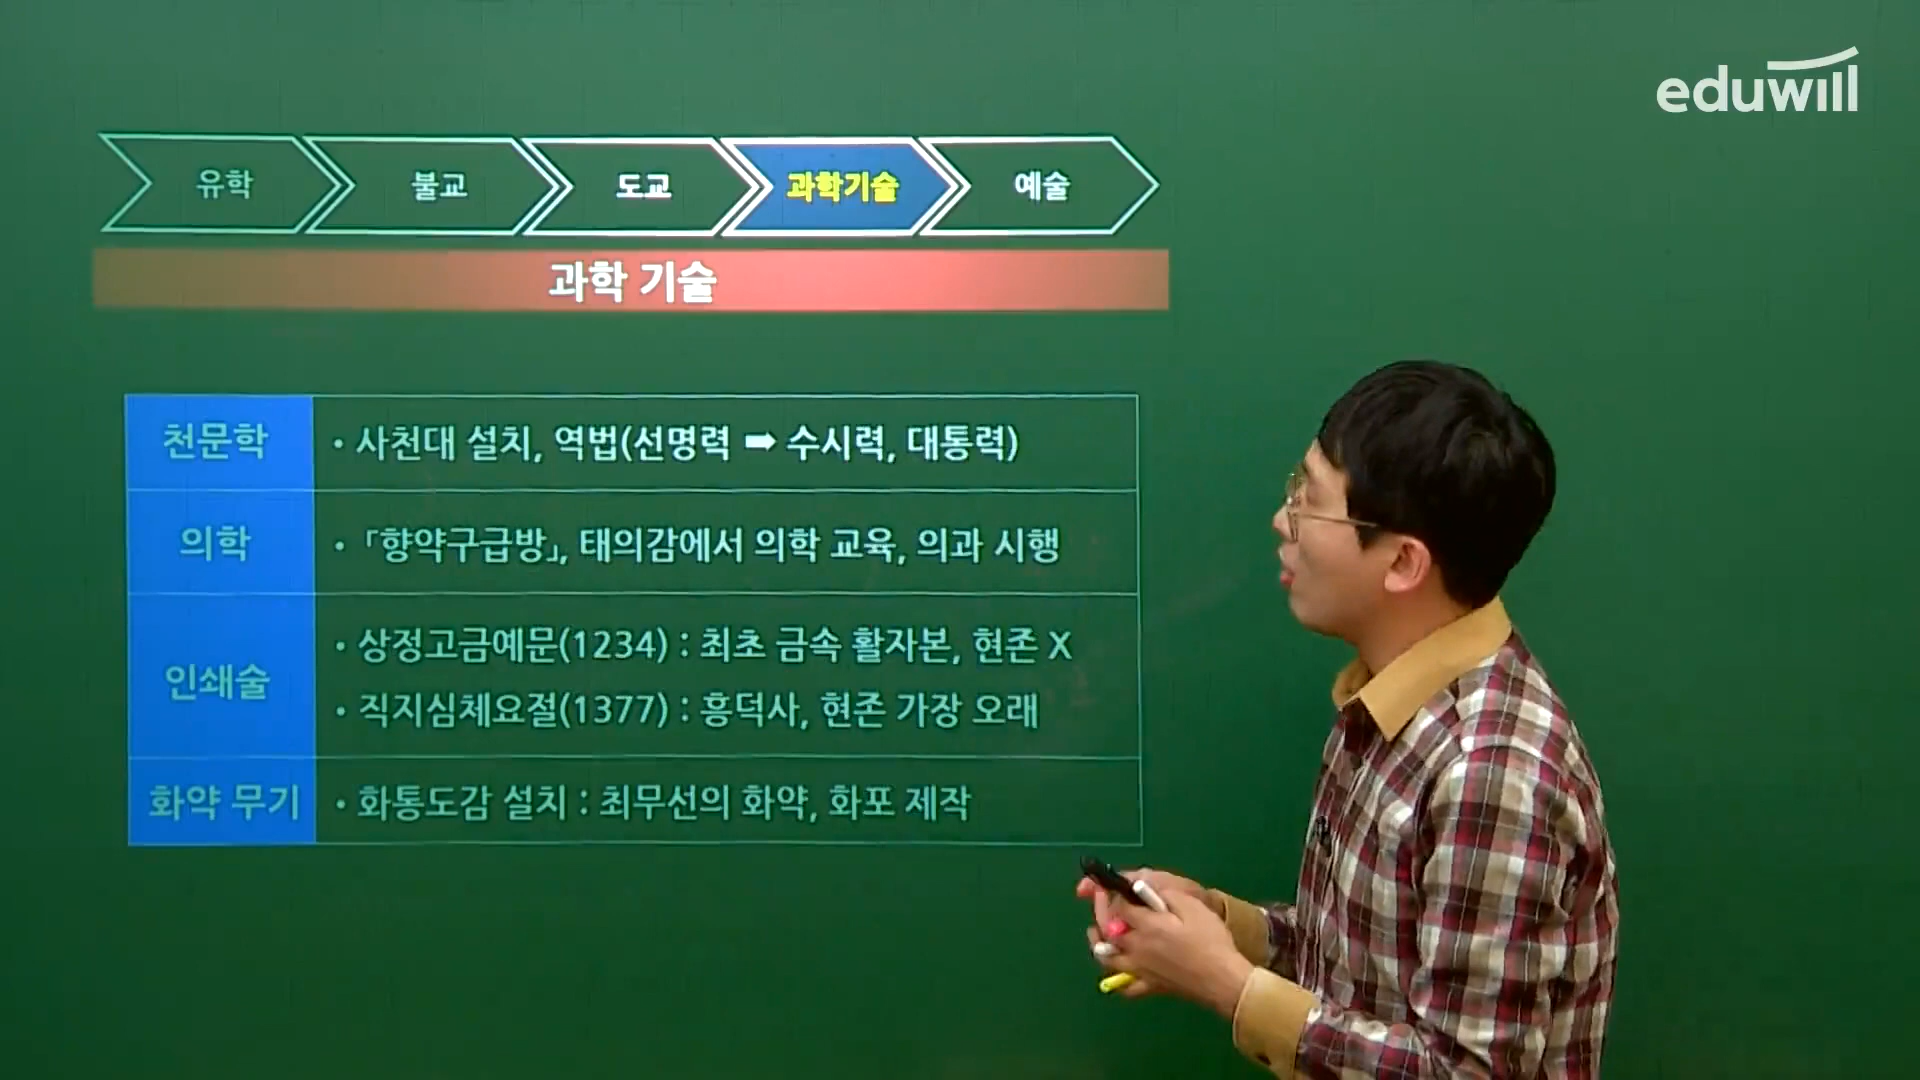 eduwill
유학 불교 도교 과학기술 예술
과학 기술
천문학
• 사천대 설치, 역법(선명력 ➡ 수시력, 대통력)
의학
• 「향약구급방」, 태의감에서 의학 교육, 의과 시행
인쇄술
• 상정고금예문(1234) : 최초 금속 활자본, 현존 X
• 직지심체요절(1377) : 흥덕사, 현존 가장 오래
화약 무기
• 화통도감 설치 : 최무선의 화약, 화포 제작